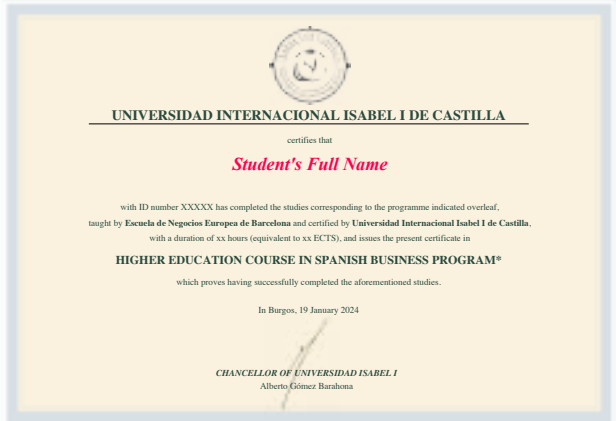 UNIVERSIDAD INTERNACIONAL ISABEL I DE CASTILLA
certifies that
Student's Full Name
with ID number XXXXX has completed the studies corresponding to the programme indicated overleaf,
taught by Escuela de Negocios Europea de Barcelona and certified by Universidad Internacional Isabel I de Castilla,
with a duration of xx hours (equivalent to xx ECTS), and issues the present certificate in
HIGHER EDUCATION COURSE IN SPANISH BUSINESS PROGRAM*
which proves having successfully completed the aforementioned studies.
In Burgos, 19 January 2024
CHANCELLOR OF UNIVERSIDAD ISABEL I
Alberto Gómez Barahona